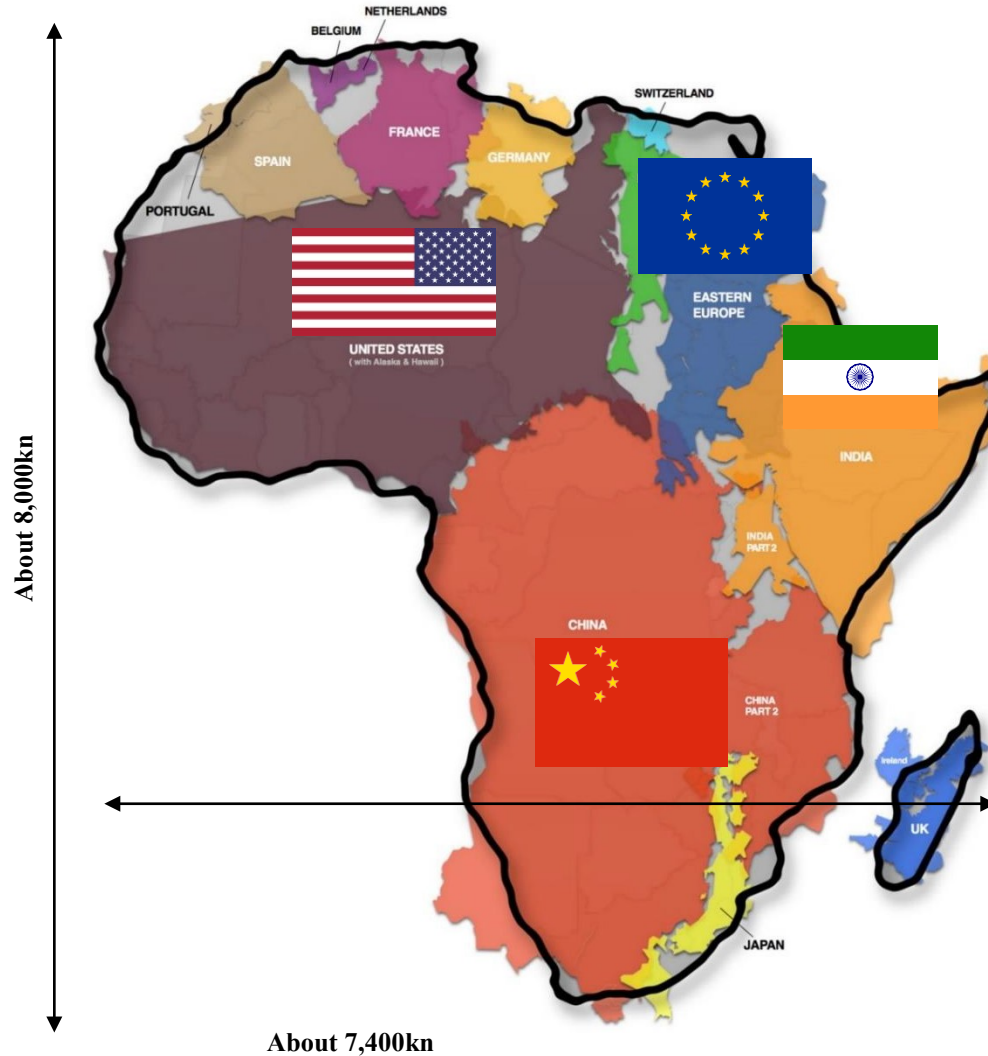 NETHERLANDS
BELGIUM
SWITZERLAND
FRANCE
SPAIN
GERMANY
PORTUGAL
EASTERN
EUROPE
UNITED STATES
( with Alaska & Hawaii )
INDIA
About 8,000kn
INDIA
PART 2
CHINA
CHINA
PART 2
Ireland
UK
JAPAN
About 7,400kn